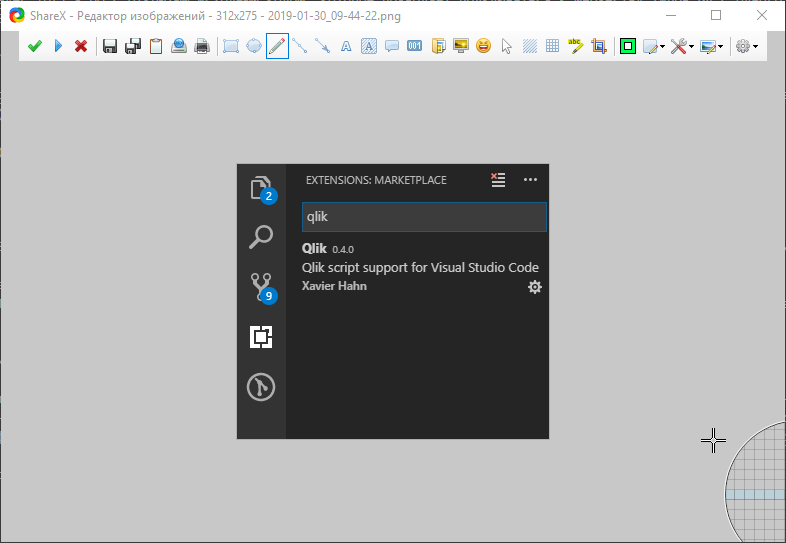 ShareX - Редактор изображений - 312x275 - 2019-01-30_09-44-22.png
A A 001 abc
EXTENSIONS: MARKETPLACE
2
qlik
Qlik 0.4.0
Qlik script support for Visual Studio Code
Xavier Hahn
9